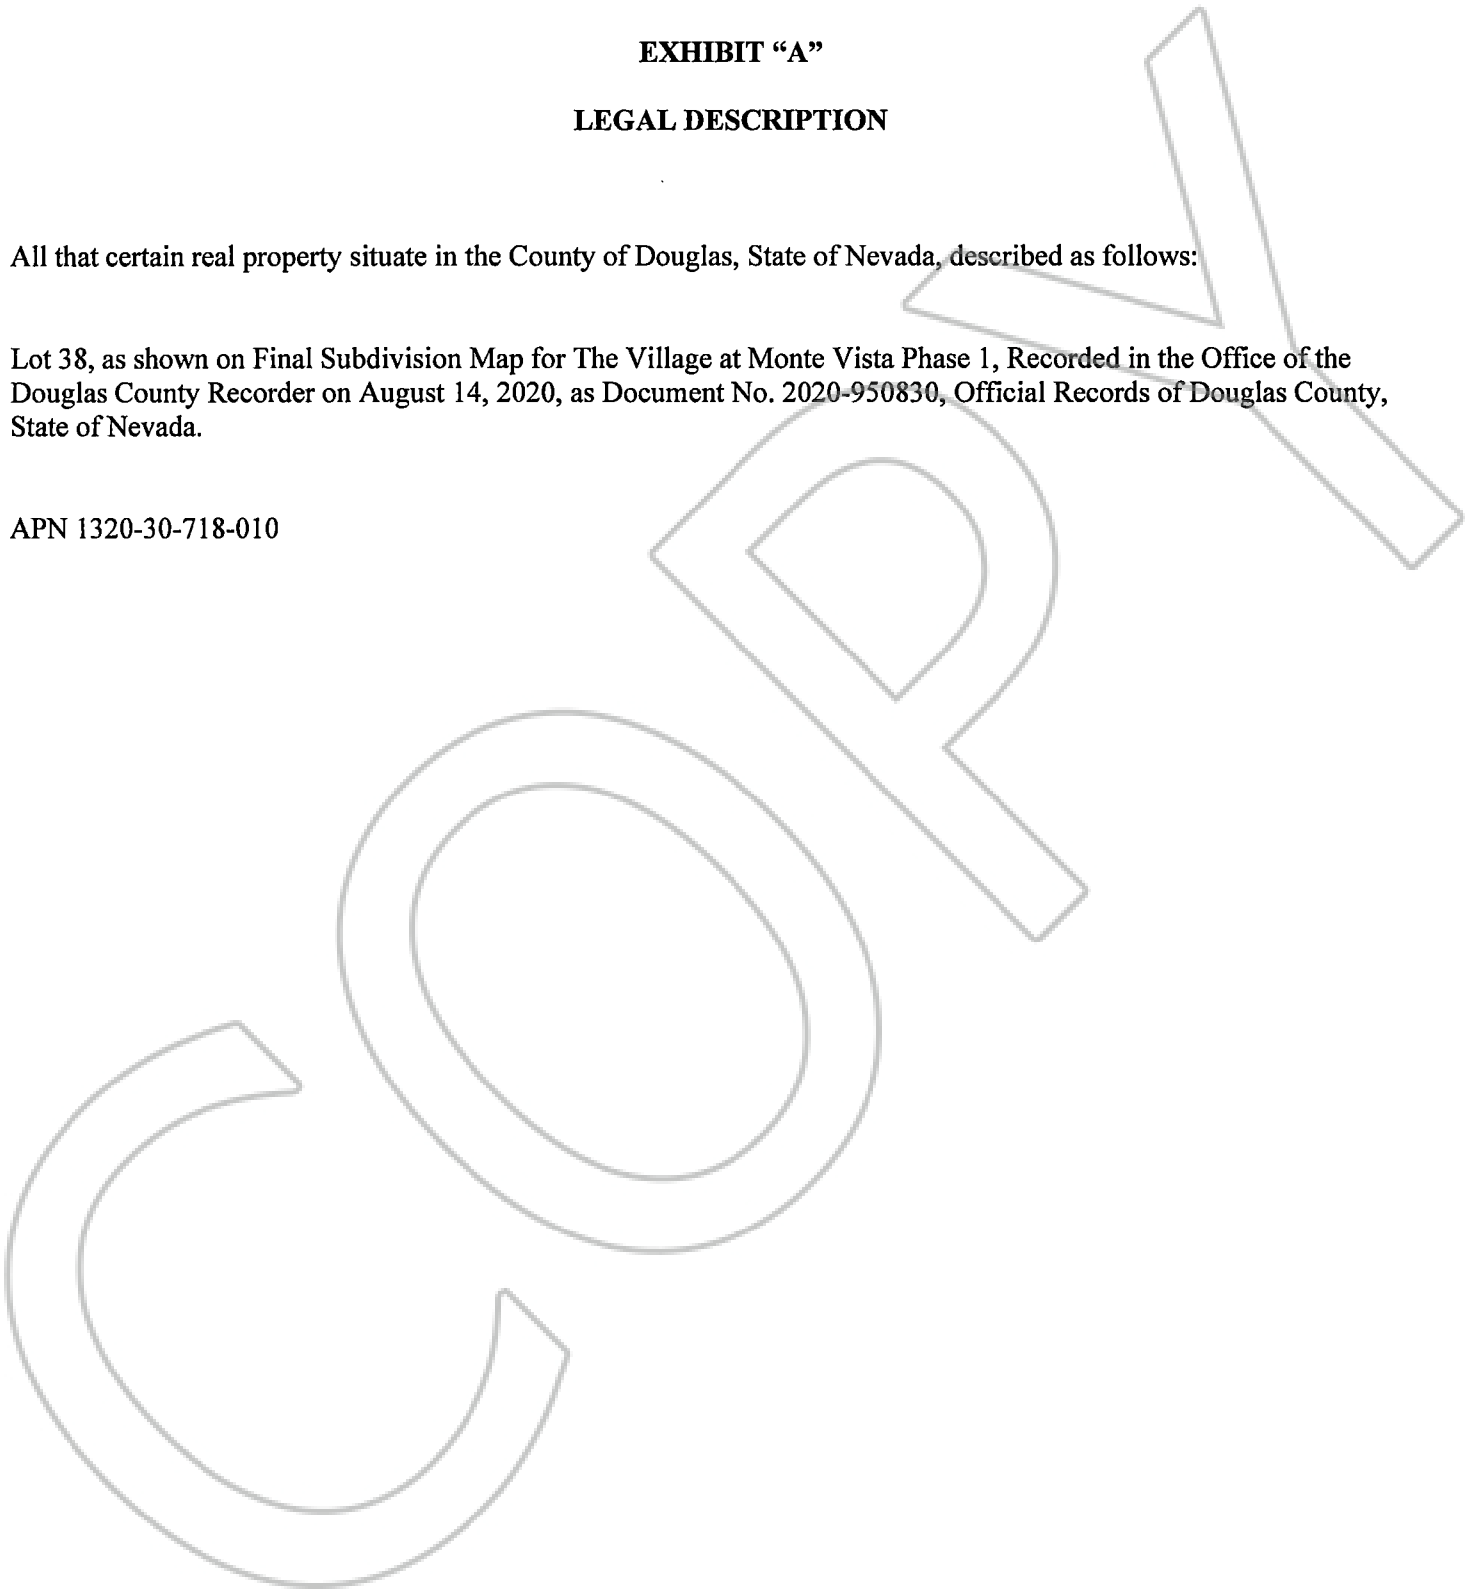 EXHIBIT “A”
LEGAL DESCRIPTION
All that certain real property situate in the County of Douglas, State of Nevada, described as follows:
Lot 38, as shown on Final Subdivision Map for The Village at Monte Vista Phase 1, Recorded in the Office of the
Douglas County Recorder on August 14, 2020, as Document No. 2020-950830, Official Records of Douglas County,
State of Nevada.
APN 1320-30-718-010
COPY